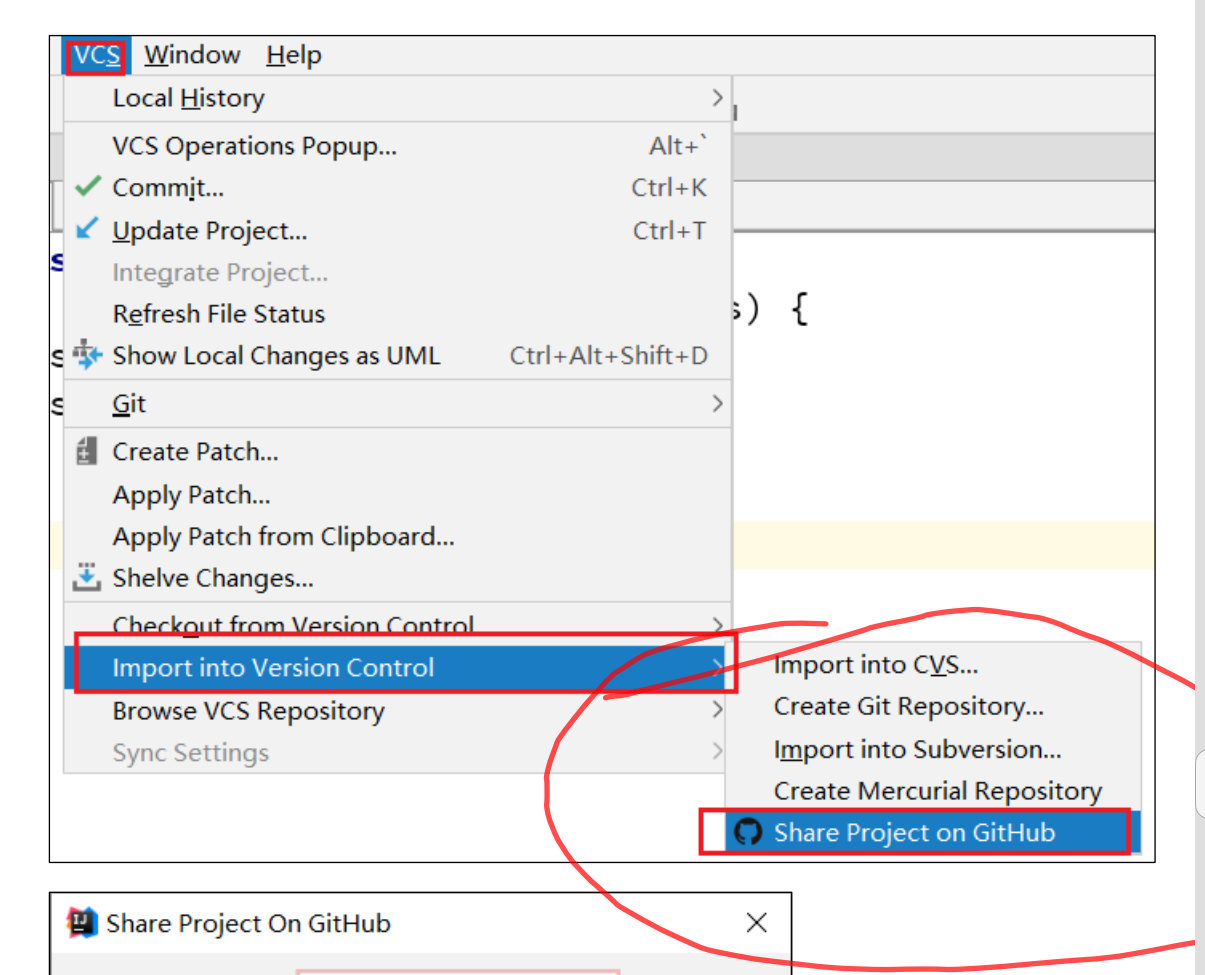 VCS Window Help
Local History
VCS Operations Popup... Alt+`
Commit... Ctrl+K
Update Project... Ctrl+T
Integrate Project...
Refresh File Status
s) {
Show Local Changes as UML Ctrl+Alt+Shift+D
Git
Create Patch...
Apply Patch...
Apply Patch from Clipboard...
Shelve Changes...
Checkout from Version Control
Import into Version Control
Browse VCS Repository
Sync Settings
Import into CVS...
Create Git Repository...
Import into Subversion...
Create Mercurial Repository
Share Project on GitHub
Share Project On GitHub